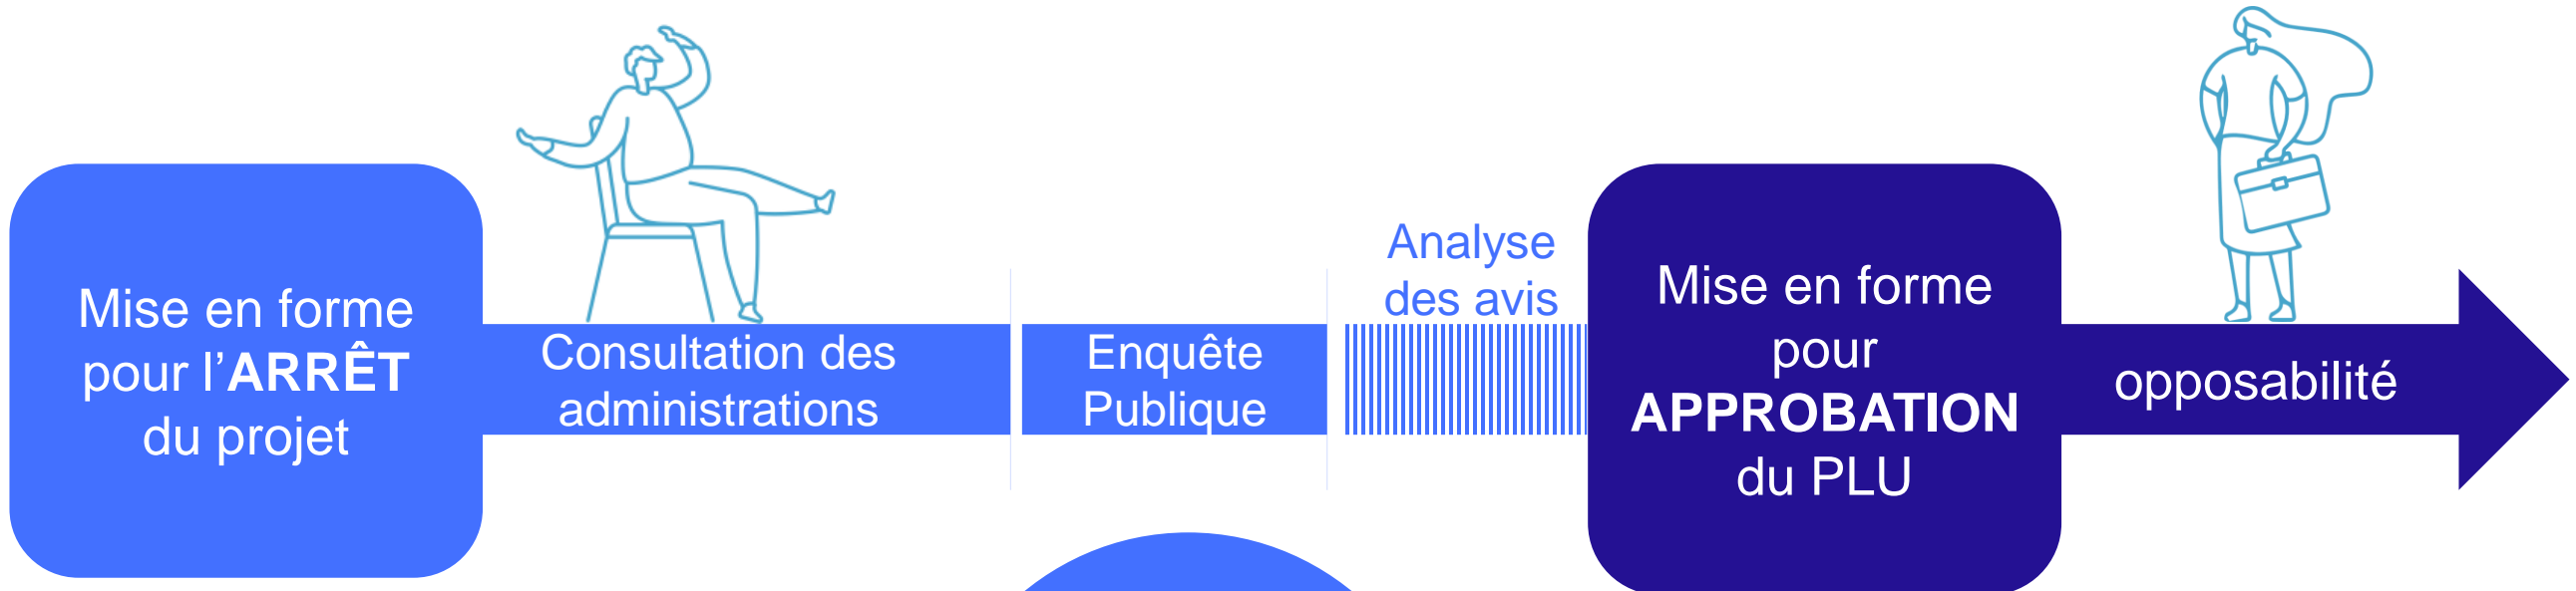 Mise en forme
pour l’ARRÊT
du projet
Consultation des
administrations
Enquête
Publique
Analyse
des avis
Mise en forme
pour
APPROBATION
du PLU
opposabilité